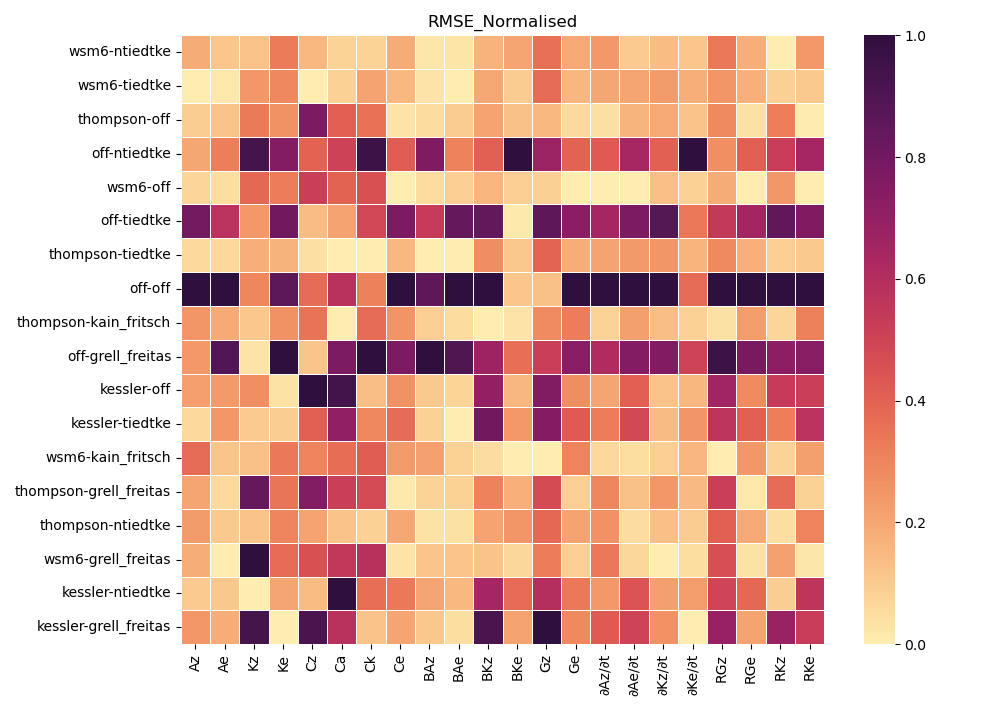 RMSE_Normalised
wsm6-ntiedtke
wsm6-tiedtke
thompson-off
off-ntiedtke
wsm6-off
off-tiedtke
thompson-tiedtke
off-off
thompson-kain_fritsch
off-grell_freitas
kessler-off
kessler-tiedtke
wsm6-kain_fritsch
thompson-grell_freitas
thompson-ntiedtke
wsm6-grell_freitas
kessler-ntiedtke
kessler-grell_freitas
Az Ae Kz Ke Cz Ca Ck Ce BAz BAe BKz BKe Gz Ge ∂Az/∂t ∂Ae/∂t ∂Kz/∂t ∂Ke/∂t RGz RGe RKz RKe
1.0
0.8
0.6
0.4
0.2
0.0